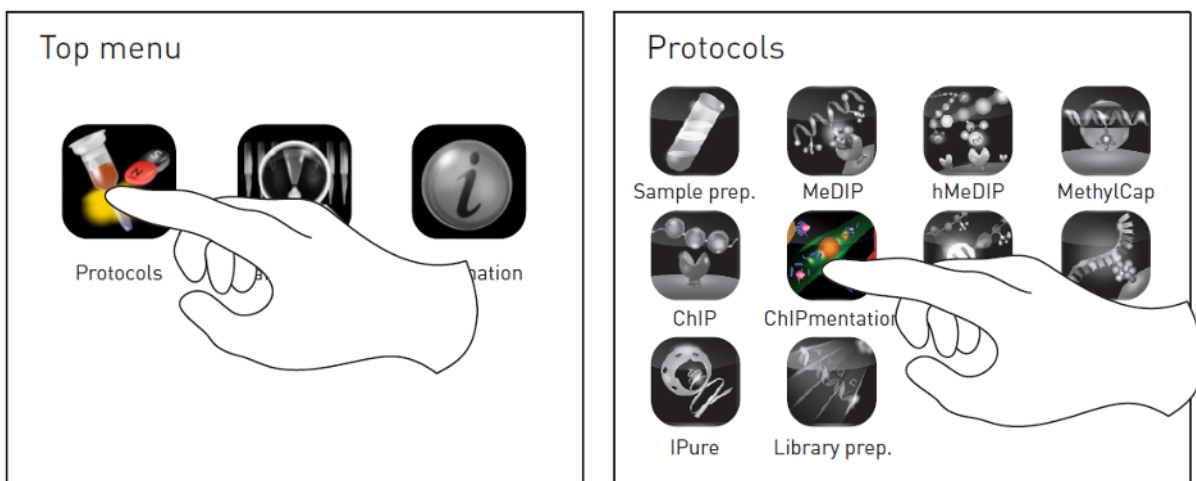 Top menu
Protocols
Protocols
Sample prep.
MeDIP
hMeDIP
MethylCap
ChIP
ChIPmentation
IPure
Library prep.